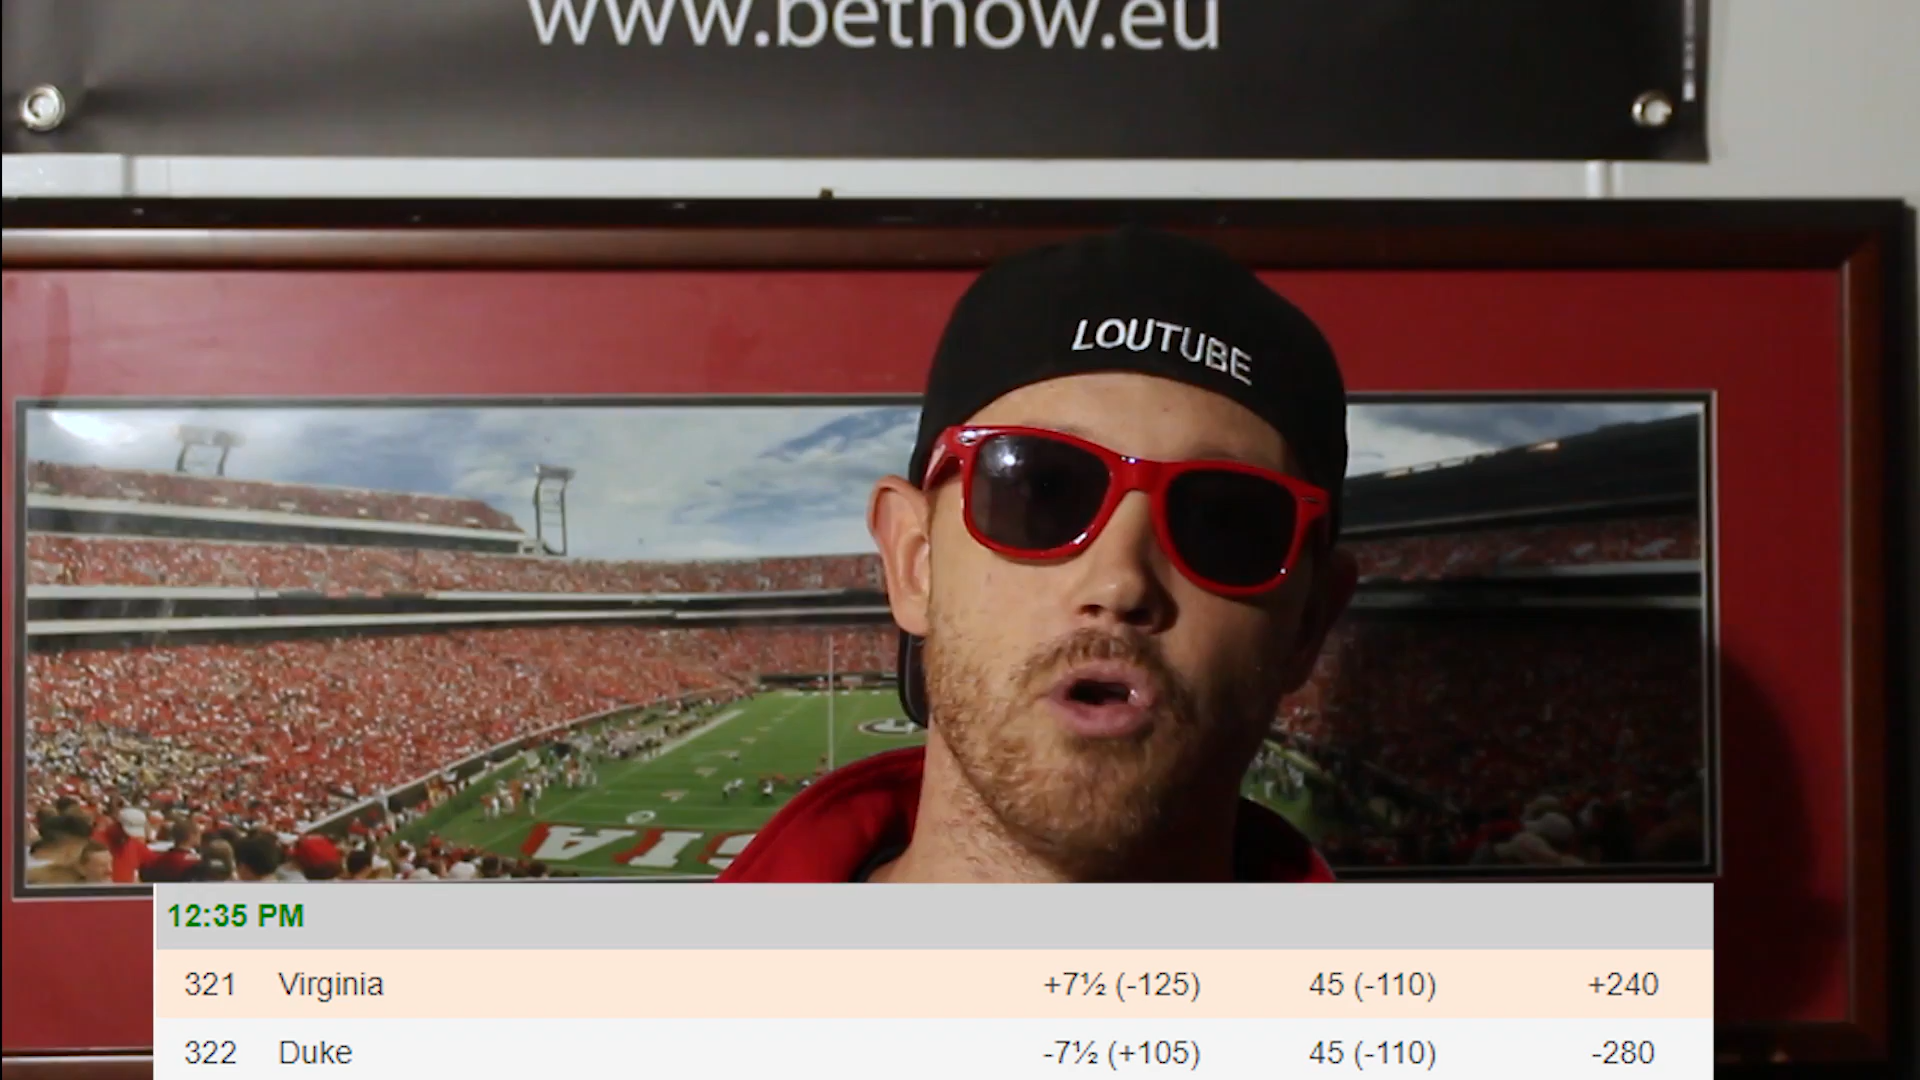 www.betnow.eu
LOUTUBE
GIA
12:35 PM
321 Virginia +7½ (-125) 45 (-110) +240
322 Duke -7½ (+105) 45 (-110) -280